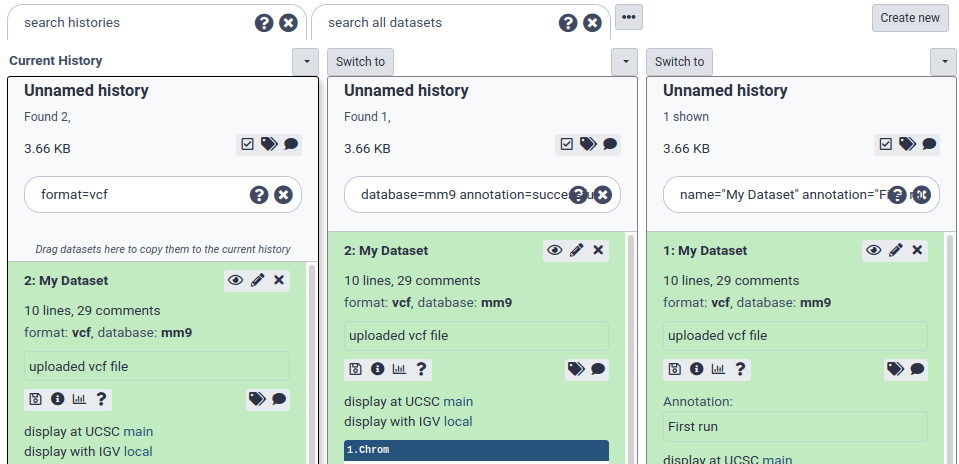 search histories
search all datasets
Create new
Current History
Switch to
Switch to
Unnamed history
Found 2,
3.66 KB
format=vcf
Drag datasets here to copy them to the current history
2: My Dataset
10 lines, 29 comments
format: vcf, database: mm9
uploaded vcf file
display at UCSC main
display with IGV local
Unnamed history
Found 1,
3.66 KB
database=mm9 annotation=succe
2: My Dataset
10 lines, 29 comments
format: vcf, database: mm9
uploaded vcf file
display at UCSC main
display with IGV local
1.Chrom
Unnamed history
1 shown
3.66 KB
name="My Dataset" annotation="Fi
1: My Dataset
10 lines, 29 comments
format: vcf, database: mm9
uploaded vcf file
Annotation:
First run
display at UCSC main